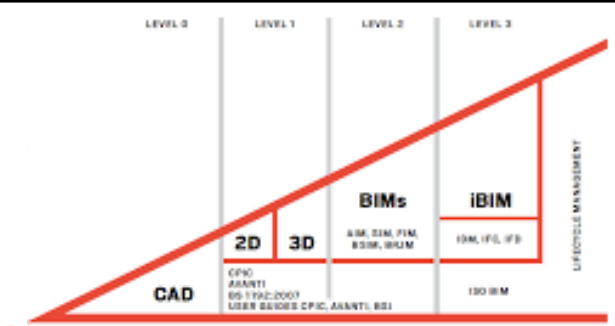 LEVEL 0
LEVEL 1
LEVEL 2
LEVEL 3
BIMs
iBIM
2D
3D
AIM, SIM, FIM,
BSIM, BRIM
IDM, IFC, IFD
CAD
CPIC
AVANTI
BS 1192:2007
USER GUIDES CPIC, AVANTI, BSI
ISO BIM
LIFECYCLE MANAGEMENT